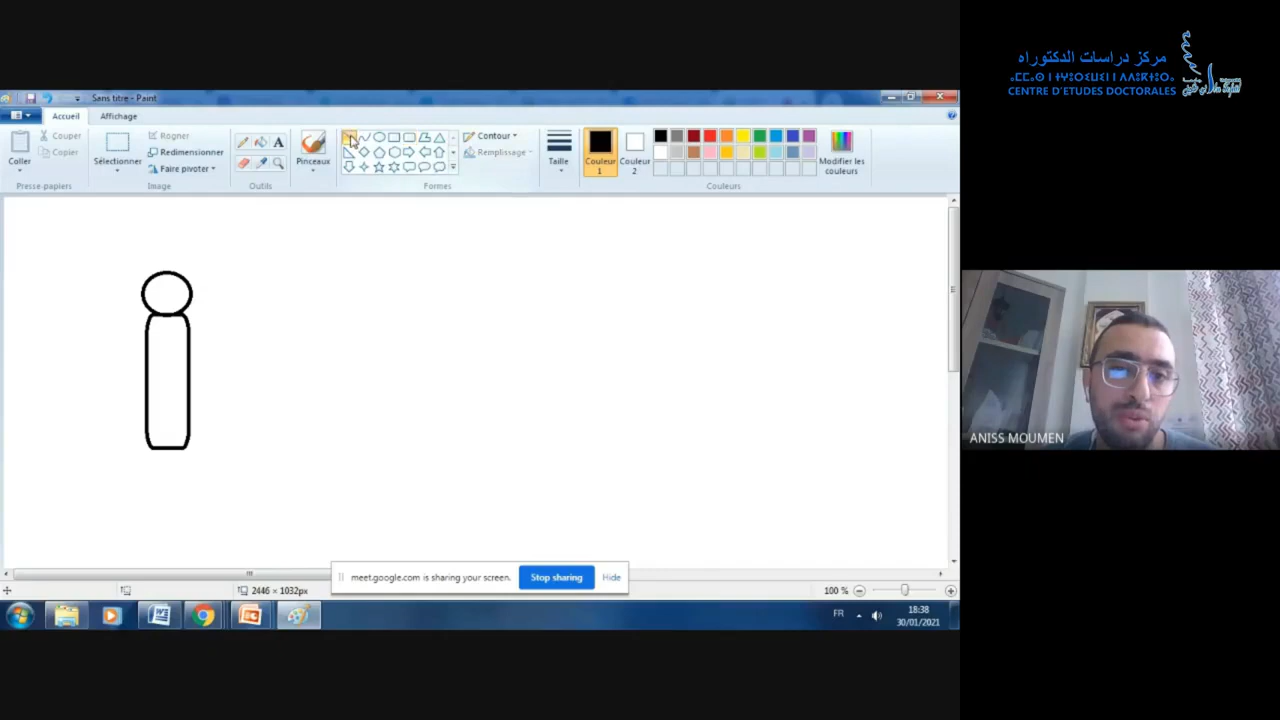 مركز دراسات الدكتوراه
CENTRE D'ETUDES DOCTORALES
Sans titre - Paint
Accueil
Affichage
Coller
Couper
Copier
Presse-papiers
Sélectionner
Rogner
Redimensionner
Faire pivoter
Image
A
Outils
Pinceaux
Contour
Remplissage
Formes
Taille
Couleur
1
Couleur
2
Modifier les
couleurs
Couleurs
ANISS MOUMEN
meet.google.com is sharing your screen.
Stop sharing
Hide
2446 × 1032px
100 %
FR
18:38
30/01/2021